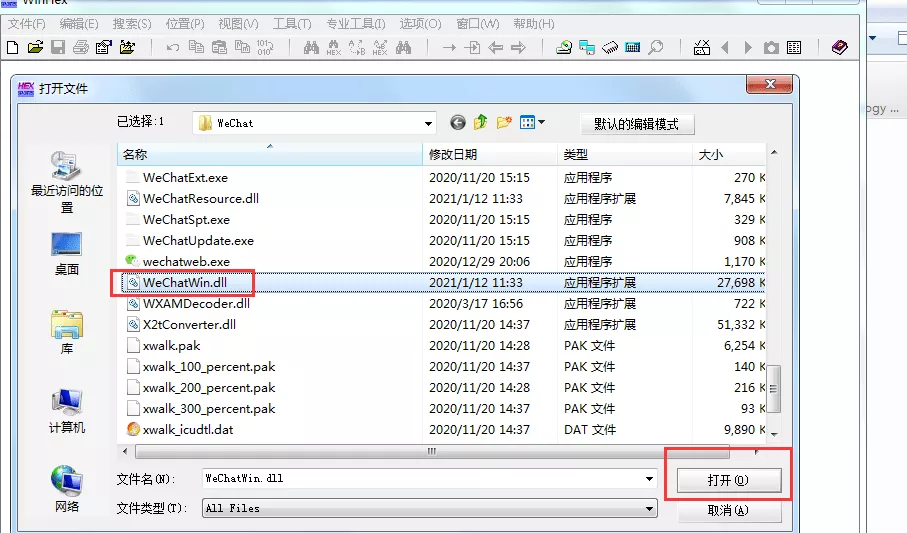 WinHex
文件(F) 编辑(E) 搜索(S) 位置(P) 视图(V) 工具(T) 专业工具(I) 选项(O) 窗口(W) 帮助(H)
打开文件
已选择:1 WeChat 默认的编辑模式
ogy ...
名称 修改日期 类型 大小
WeChatExt.exe 2020/11/20 15:15 应用程序 270 K
WeChatResource.dll 2021/1/12 11:33 应用程序扩展 7,845 K
WeChatSpt.exe 2020/11/20 15:15 应用程序 329 K
WeChatUpdate.exe 2020/11/20 15:15 应用程序 908 K
wechatweb.exe 2020/12/29 20:06 应用程序 1,170 K
WeChatWin.dll 2021/1/12 11:33 应用程序扩展 27,698 K
WXAMDecoder.dll 2020/3/17 16:56 应用程序扩展 722 K
X2tConverter.dll 2020/11/20 14:37 应用程序扩展 51,332 K
xwalk.pak 2020/11/20 14:28 PAK 文件 6,254 K
xwalk_100_percent.pak 2020/11/20 14:37 PAK 文件 140 K
xwalk_200_percent.pak 2020/11/20 14:28 PAK 文件 216 K
xwalk_300_percent.pak 2020/11/20 14:37 PAK 文件 93 K
xwalk_icudtl.dat 2020/11/20 14:37 DAT 文件 9,890 K
最近访问的位置
桌面
库
计算机
网络
文件名(N): WeChatWin.dll 打开(O)
文件类型(T): All Files 取消(A)